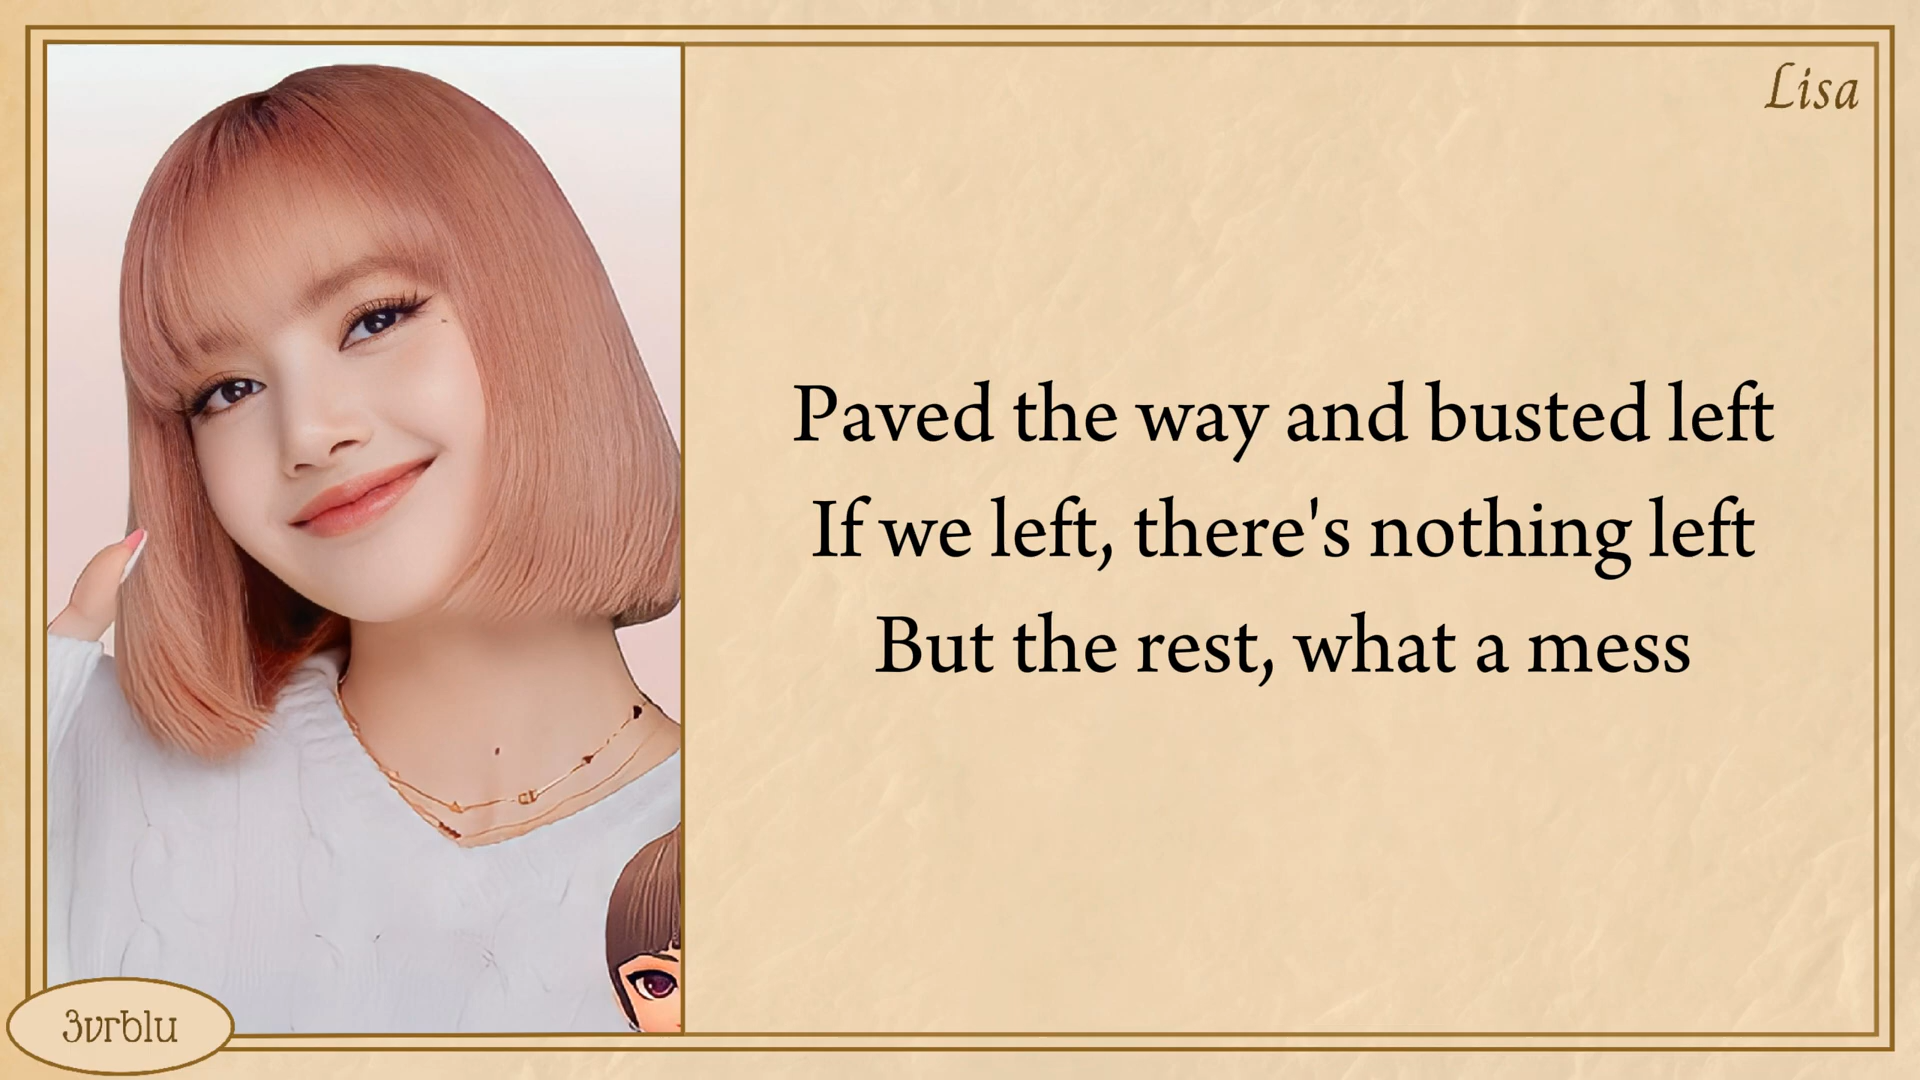 Lisa
Paved the way and busted left
If we left, there's nothing left
But the rest, what a mess
3vrblu